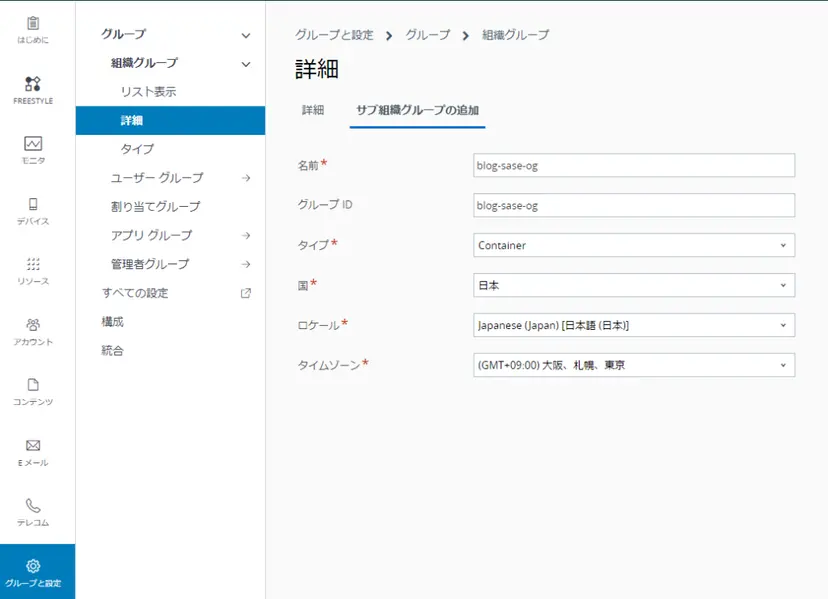 はじめに
FREESTYLE
モニタ
デバイス
リソース
アカウント
コンテンツ
E メール
テレコム
グループと設定
グループ
組織グループ
リスト表示
詳細
タイプ
ユーザー グループ
割り当てグループ
アプリ グループ
管理者グループ
すべての設定
構成
統合
グループと設定 > グループ > 組織グループ
詳細
詳細 サブ組織グループの追加
名前* blog-sase-og
グループ ID blog-sase-og
タイプ* Container
国* 日本
ロケール* Japanese (Japan) [日本語 (日本)]
タイムゾーン* (GMT+09:00) 大阪、札幌、東京